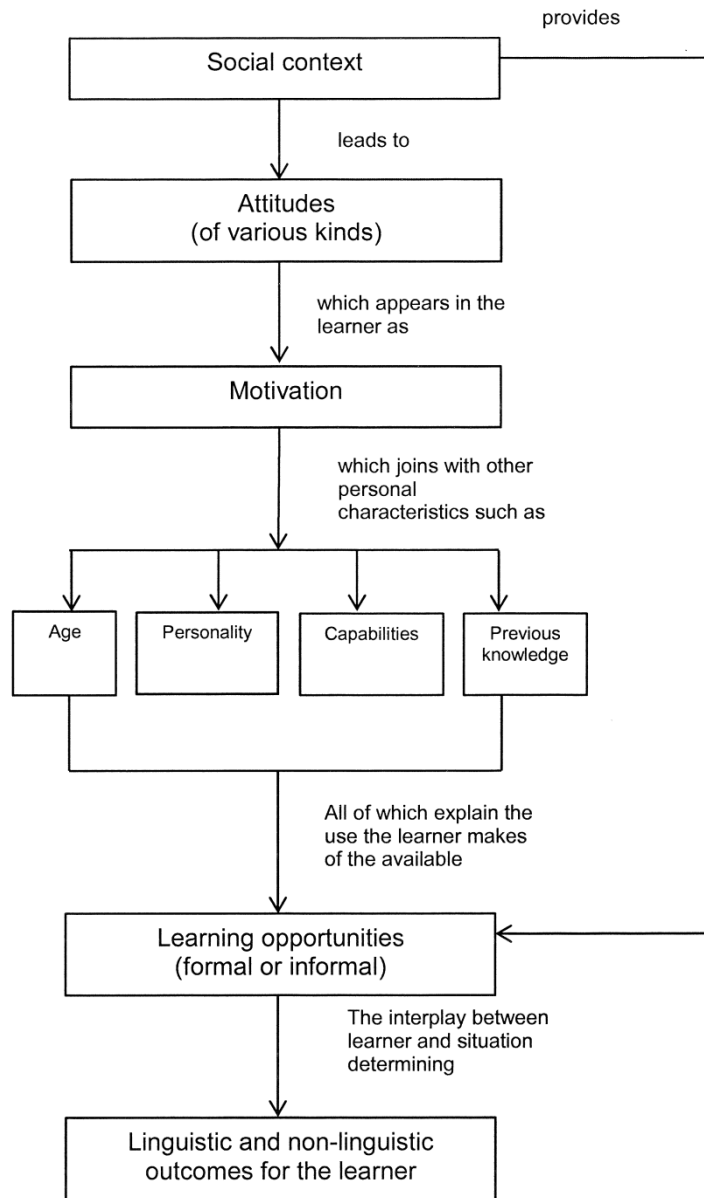 provides
Social context
leads to
Attitudes
(of various kinds)
which appears in the
learner as
Motivation
which joins with other
personal
characteristics such as
Age
Personality
Capabilities
Previous
knowledge
All of which explain the
use the learner makes
of the available
Learning opportunities
(formal or informal)
The interplay between
learner and situation
determining
Linguistic and non-linguistic
outcomes for the learner